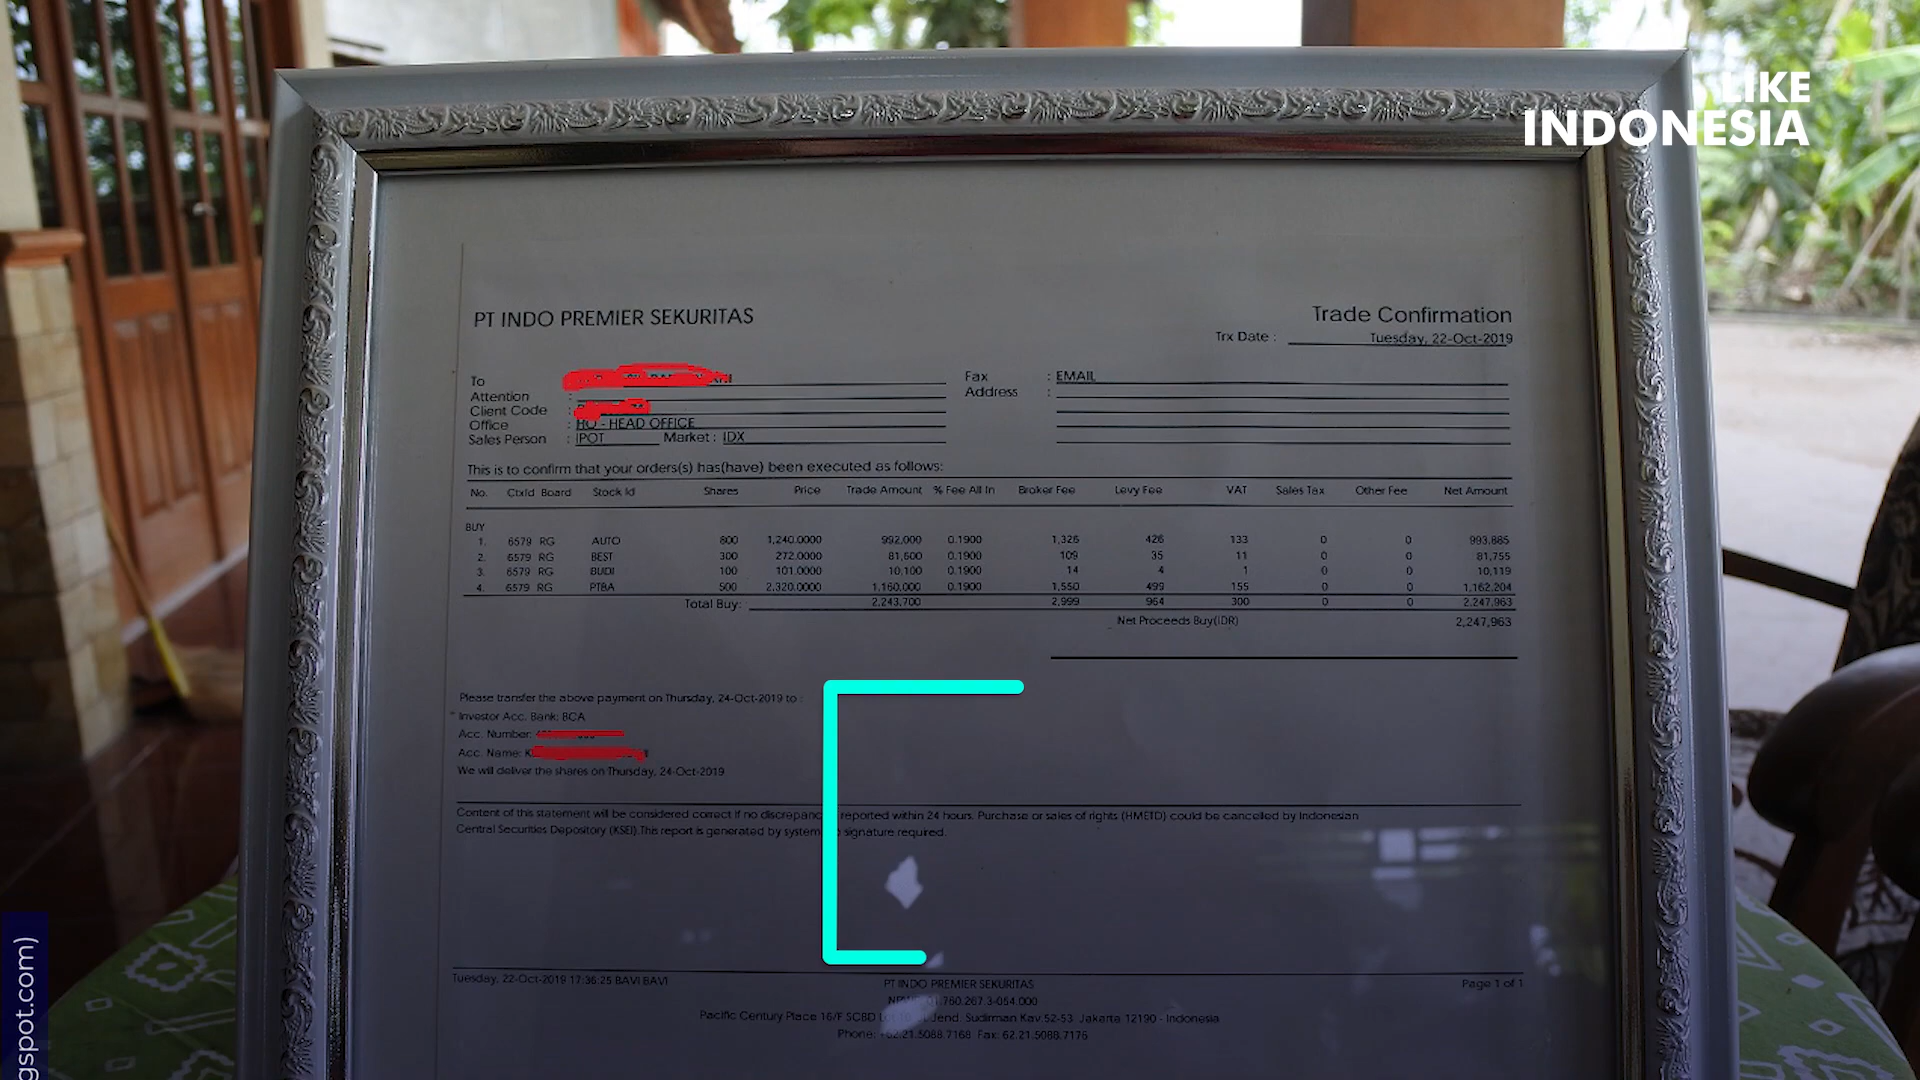 LIKE
INDONESIA
PT INDO PREMIER SEKURITAS
Trade Confirmation
Trx Date : Tuesday, 22-Oct-2019
To
Fax : EMAIL
Attention :
Address :
Client Code :
Office : HO - HEAD OFFICE
Sales Person : IPOT Market : IDX
This is to confirm that your orders(s) has(have) been executed as follows:
No. CtxId Board Stock Id Shares Price Trade Amount % Fee All In Broker Fee Levy Fee VAT Sales Tax Other Fee Net Amount
BUY
1. 6579 RG AUTO 800 1,240.0000 992,000 0.1900 1,326 426 133 0 0 993,885
2. 6579 RG BEST 300 272.0000 81,600 0.1900 109 35 11 0 0 81,755
3. 6579 RG BUDI 100 101.0000 10,100 0.1900 14 4 1 0 0 10,119
4. 6579 RG PTBA 500 2,320.0000 1,160,000 0.1900 1,550 499 155 0 0 1,162,204
Total Buy: 2,243,700 2,999 964 300 0 0 2,247,963
Net Proceeds Buy(IDR) 2,247,963
Please transfer the above payment on Thursday, 24-Oct-2019 to :
Investor Acc. Bank: BCA
Acc. Number:
Acc. Name: K
We will deliver the shares on Thursday, 24-Oct-2019
Content of this statement will be considered correct if no reported within 24 hours. Purchase or sales of rights (HMETD) could be cancelled by Indonesian
Central Securities Depository (KSEI).This report is generated by system signature required.
Tuesday, 22-Oct-2019 17:36:25 BAVI BAVI
PT INDO PREMIER SEKURITAS
Page 1 of 1
.760.267.3-054.000
Pacific Century Place 16/F SCBD Jend. Sudirman Kav.52-53 Jakarta 12190 - Indonesia
Phone: +62.21.5088.7168 Fax: 62.21.5088.7176
gspot.com)